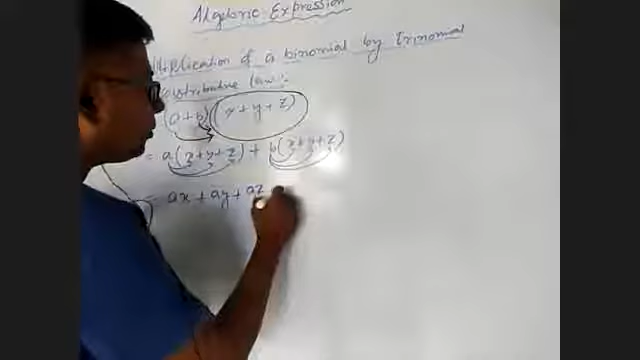 Algebraic Expression
Multiplication of a binomial by trinomial
distributive law:
(a+b)(x+y+z)
= a(x+y+z) + b(x+y+z)
= ax + ay + az